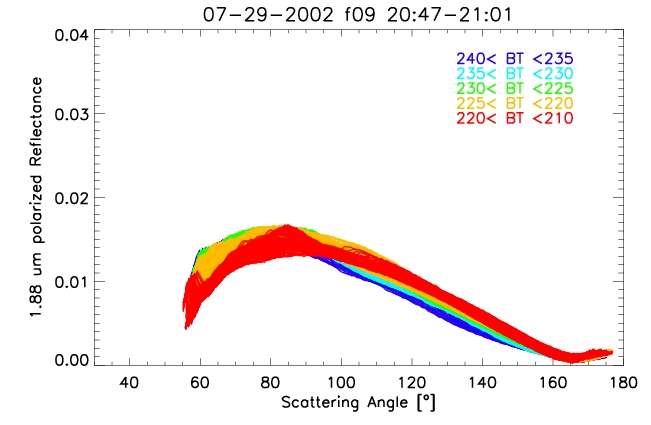 07-29-2002 f09 20:47-21:01
0.04
240< BT <235
235< BT <230
230< BT <225
225< BT <220
220< BT <210
0.03
0.02
0.01
0.00
1.88 um polarized Reflectance
40 60 80 100 120 140 160 180
Scattering Angle [°]